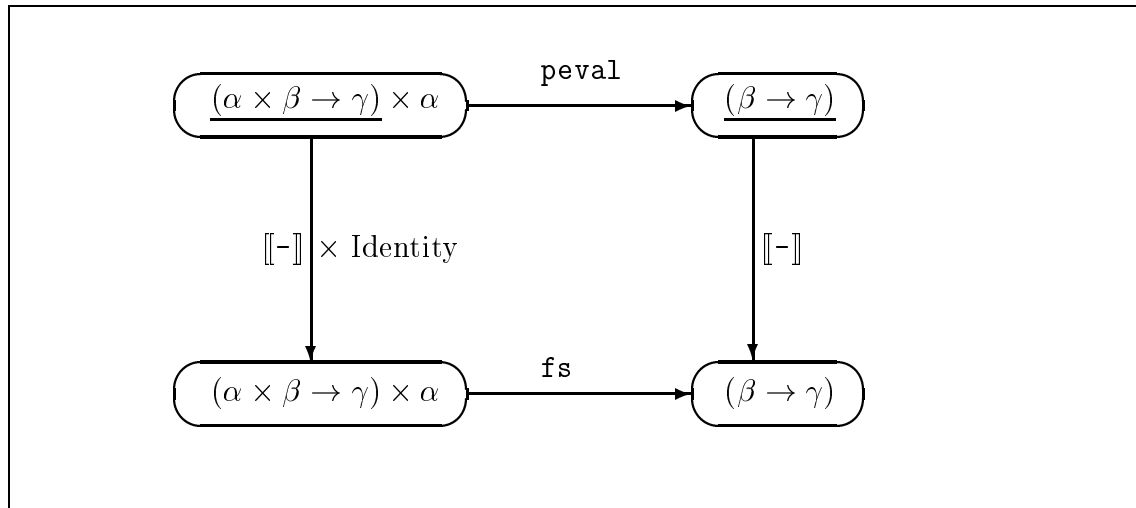 peval
(α × β → γ) × α (β → γ)
⟦-⟧ × Identity ⟦-⟧
fs
(α × β → γ) × α (β → γ)